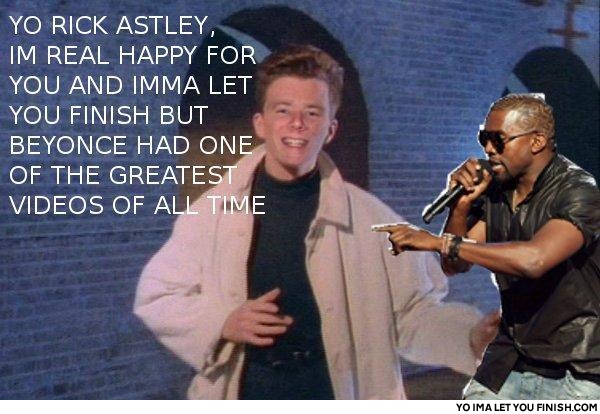 YO RICK ASTLEY,
IM REAL HAPPY FOR
YOU AND IMMA LET
YOU FINISH BUT
BEYONCE HAD ONE
OF THE GREATEST
VIDEOS OF ALL TIME
YO IMA LET YOU FINISH.COM